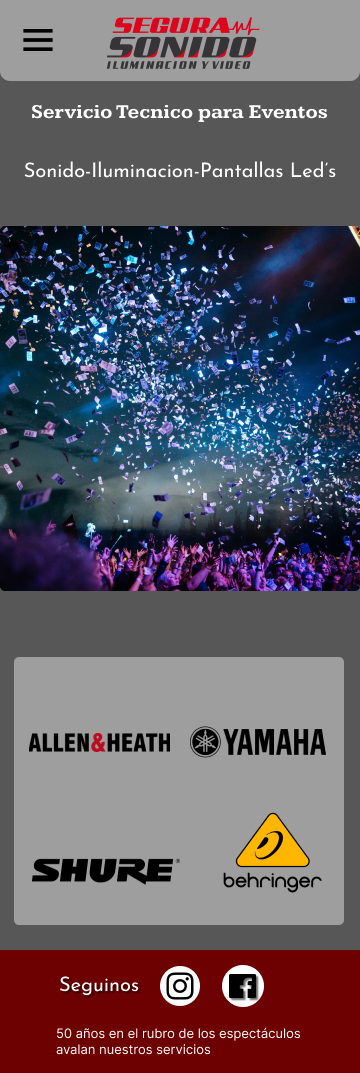 SEGURA
SONIDO
ILUMINACION Y VIDEO
Servicio Tecnico para Eventos
Sonido-Iluminacion-Pantallas Led's
ALLEN&HEATH
YAMAHA
SHURE®
behringer
Seguinos
50 años en el rubro de los espectáculos
avalan nuestros servicios